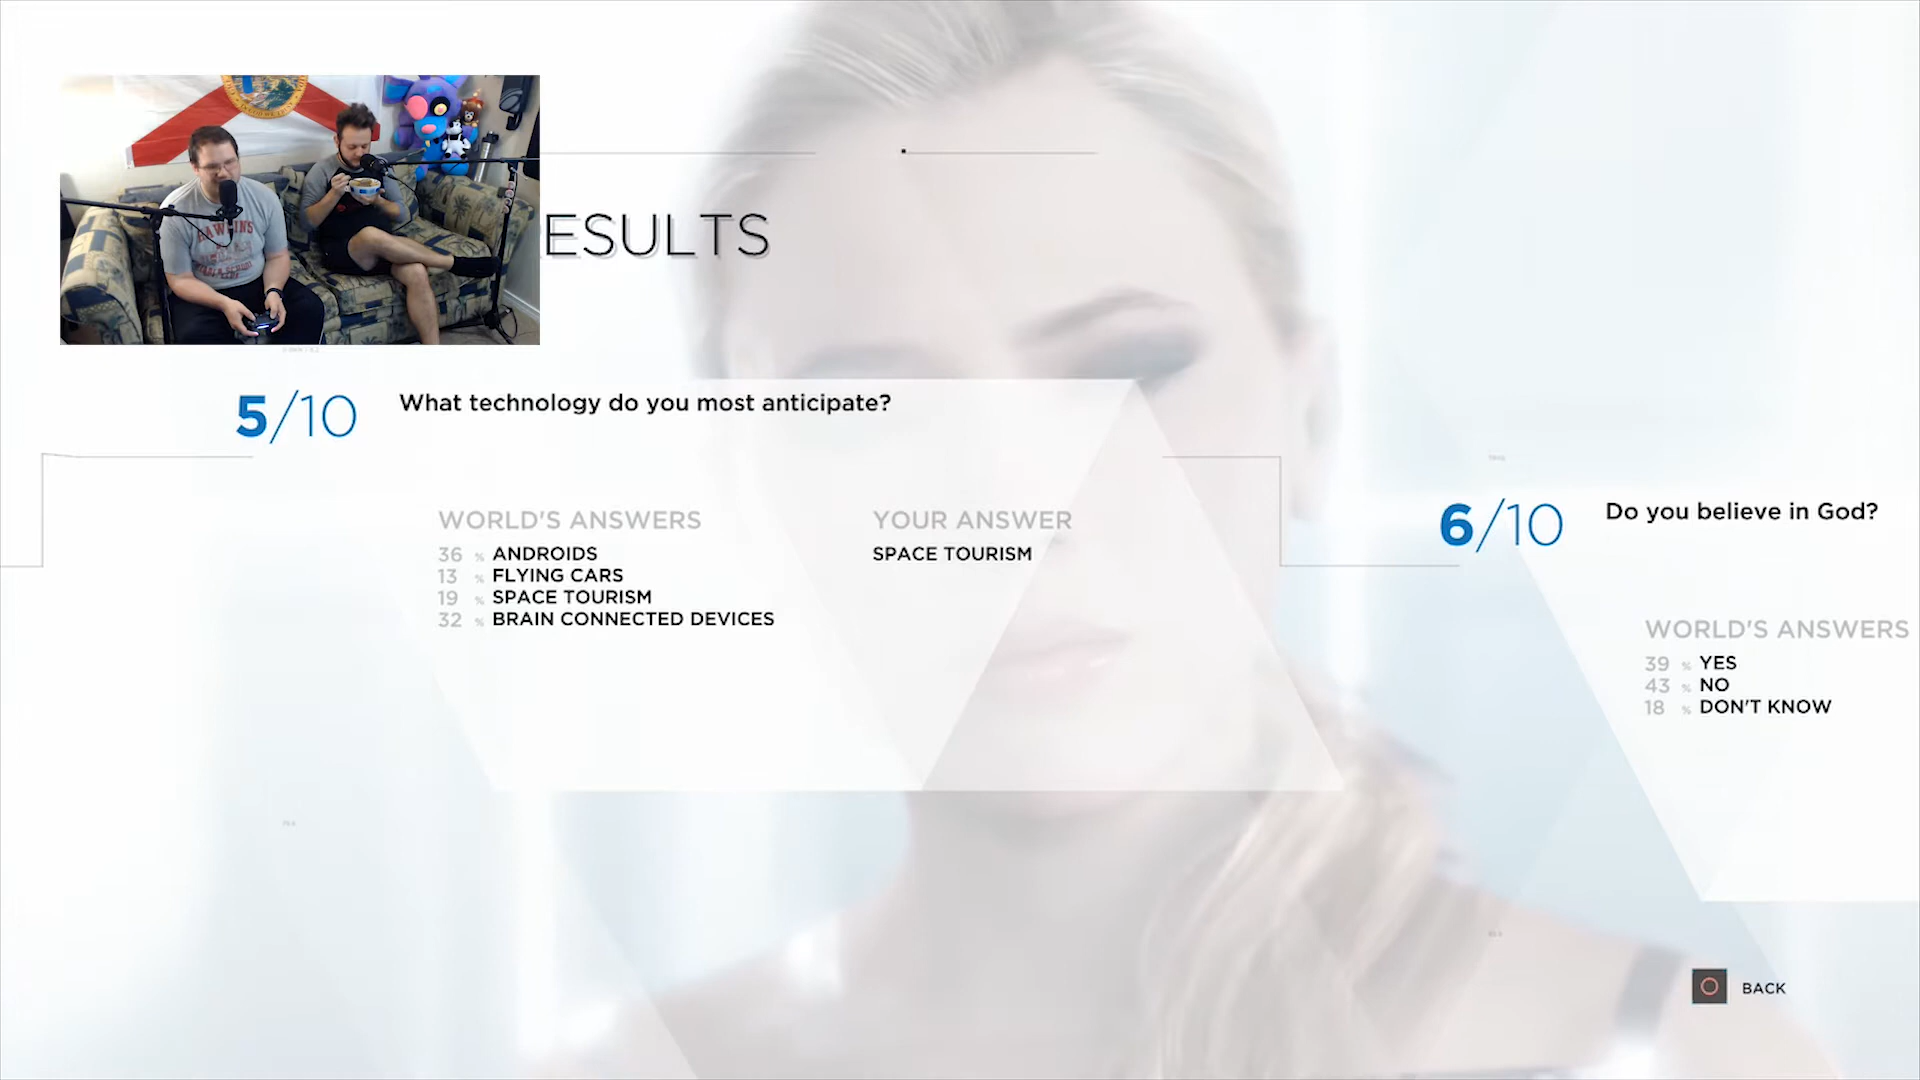 ESULTS
5/10
What technology do you most anticipate?
WORLD'S ANSWERS
36 % ANDROIDS
13 % FLYING CARS
19 % SPACE TOURISM
32 % BRAIN CONNECTED DEVICES
YOUR ANSWER
SPACE TOURISM
6/10
Do you believe in God?
WORLD'S ANSWERS
39 % YES
43 % NO
18 % DON'T KNOW
BACK